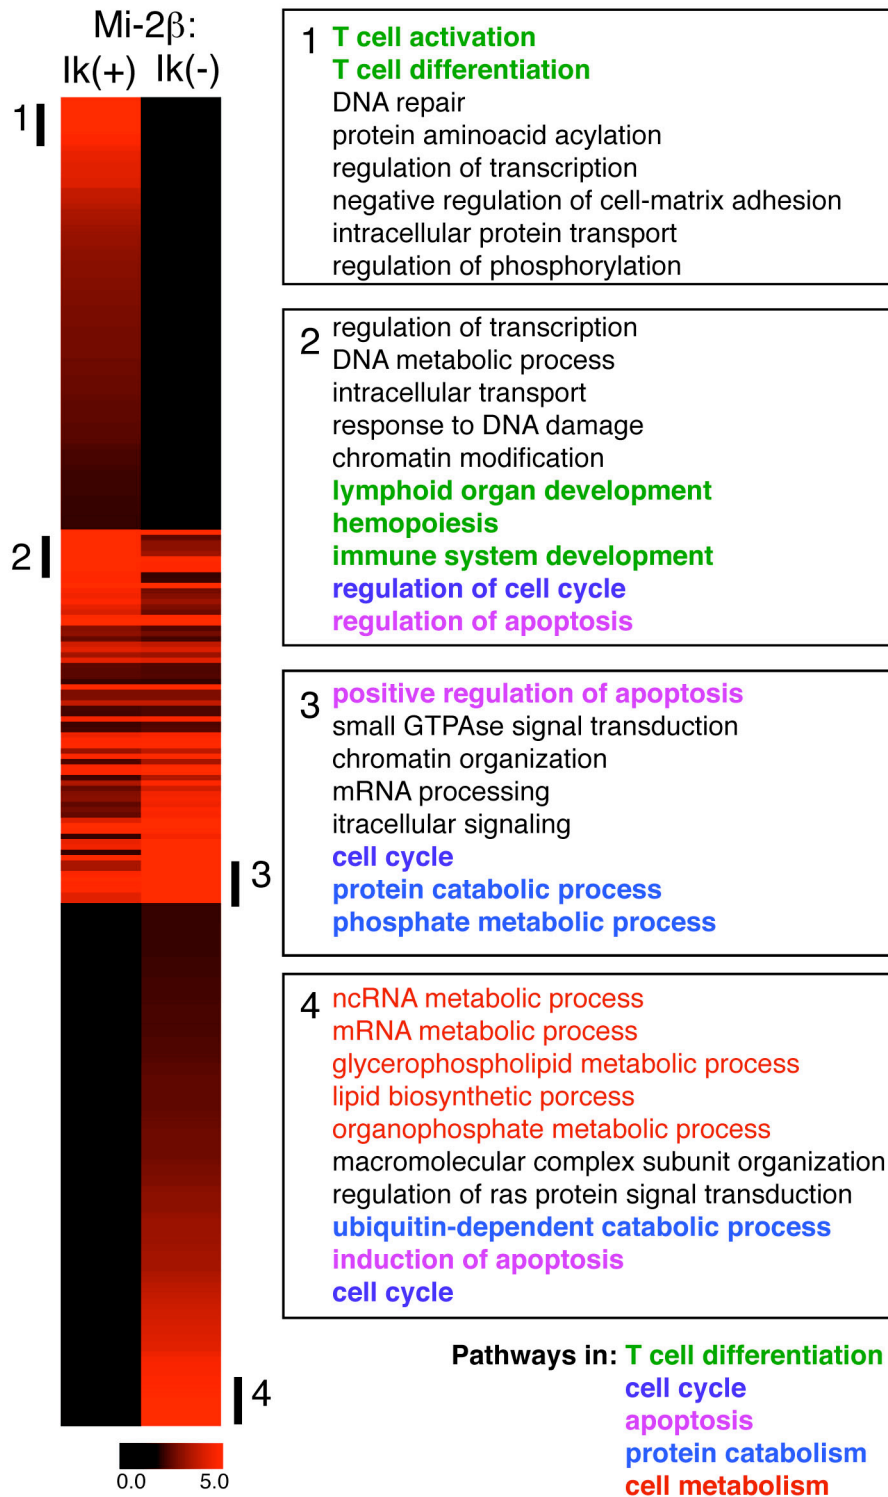 Mi-2β:
Ik(+) Ik(-)
1
2
3
4
0.0 5.0
1 T cell activation
T cell differentiation
DNA repair
protein aminoacid acylation
regulation of transcription
negative regulation of cell-matrix adhesion
intracellular protein transport
regulation of phosphorylation
2 regulation of transcription
DNA metabolic process
intracellular transport
response to DNA damage
chromatin modification
lymphoid organ development
hemopoiesis
immune system development
regulation of cell cycle
regulation of apoptosis
3 positive regulation of apoptosis
small GTPAse signal transduction
chromatin organization
mRNA processing
itracellular signaling
cell cycle
protein catabolic process
phosphate metabolic process
4 ncRNA metabolic process
mRNA metabolic process
glycerophospholipid metabolic process
lipid biosynthetic porcess
organophosphate metabolic process
macromolecular complex subunit organization
regulation of ras protein signal transduction
ubiquitin-dependent catabolic process
induction of apoptosis
cell cycle
Pathways in: T cell differentiation
cell cycle
apoptosis
protein catabolism
cell metabolism